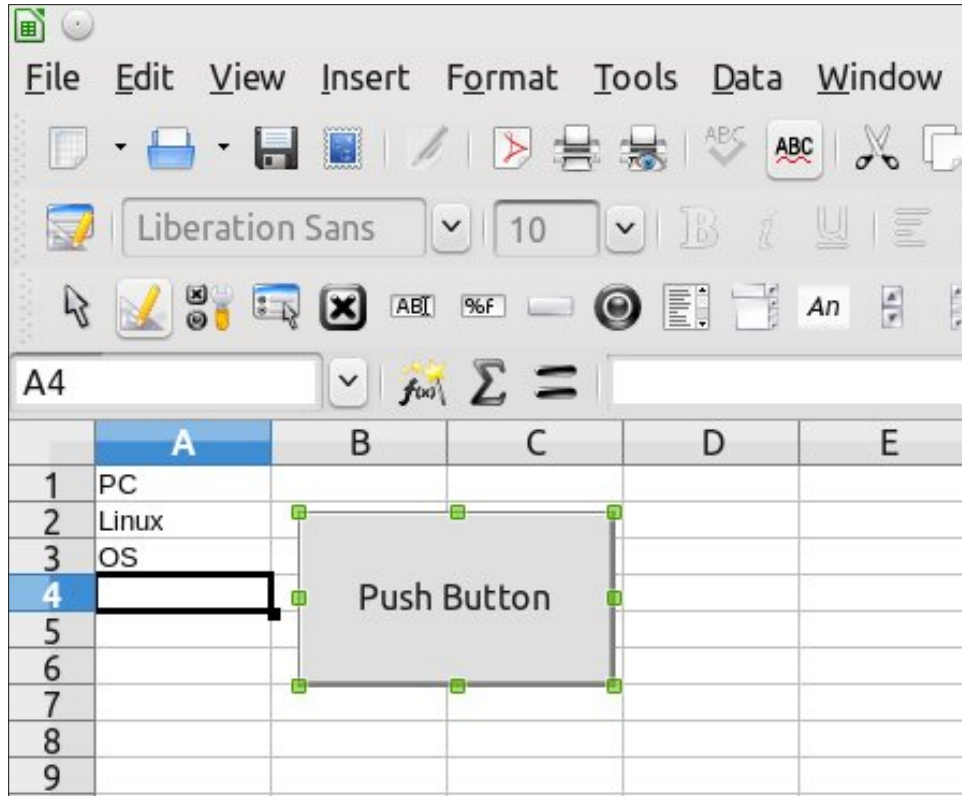 File Edit View Insert Format Tools Data Window
ABC ABC
Liberation Sans 10 B i U
ABI %F An
A4 f(x) Σ =
A B C D E
1 PC
2 Linux
3 OS
4
5
6
7
8
9
Push Button